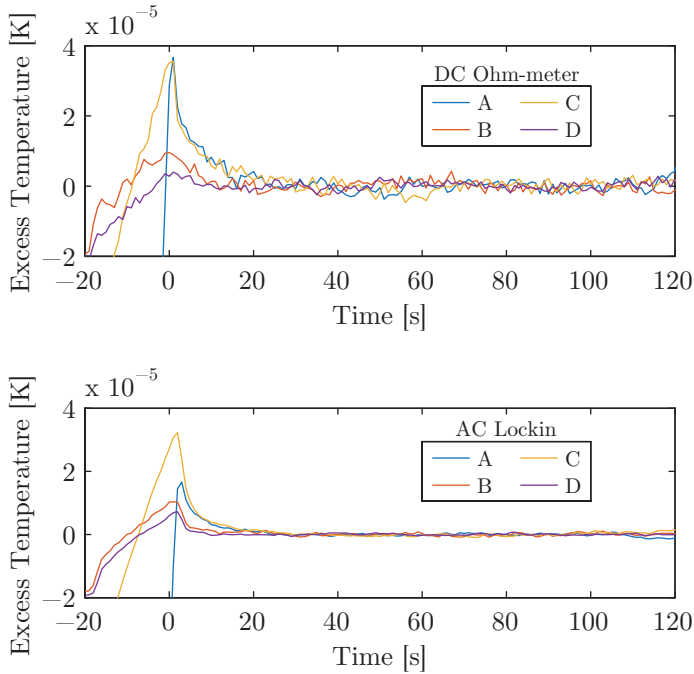 x 10−5
Excess Temperature [K]
4
2
0
−2
DC Ohm-meter
A C
B D
−20 0 20 40 60 80 100 120
Time [s]
x 10−5
Excess Temperature [K]
4
2
0
−2
AC Lockin
A C
B D
−20 0 20 40 60 80 100 120
Time [s]